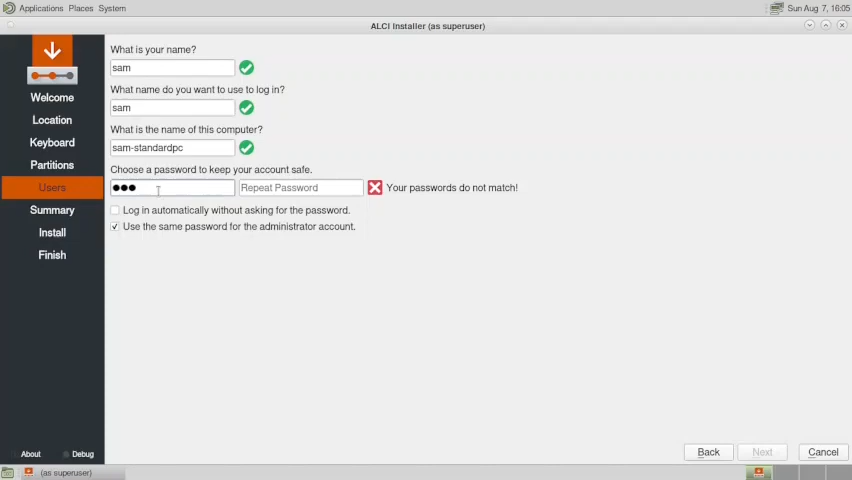 Applications Places System
Sun Aug 7, 16:05
ALCI Installer (as superuser)
Welcome
Location
Keyboard
Partitions
Users
Summary
Install
Finish
About
Debug
What is your name?
sam
What name do you want to use to log in?
sam
What is the name of this computer?
sam-standardpc
Choose a password to keep your account safe.
●●● Repeat Password Your passwords do not match!
Log in automatically without asking for the password.
Use the same password for the administrator account.
Back Next Cancel
(as superuser)